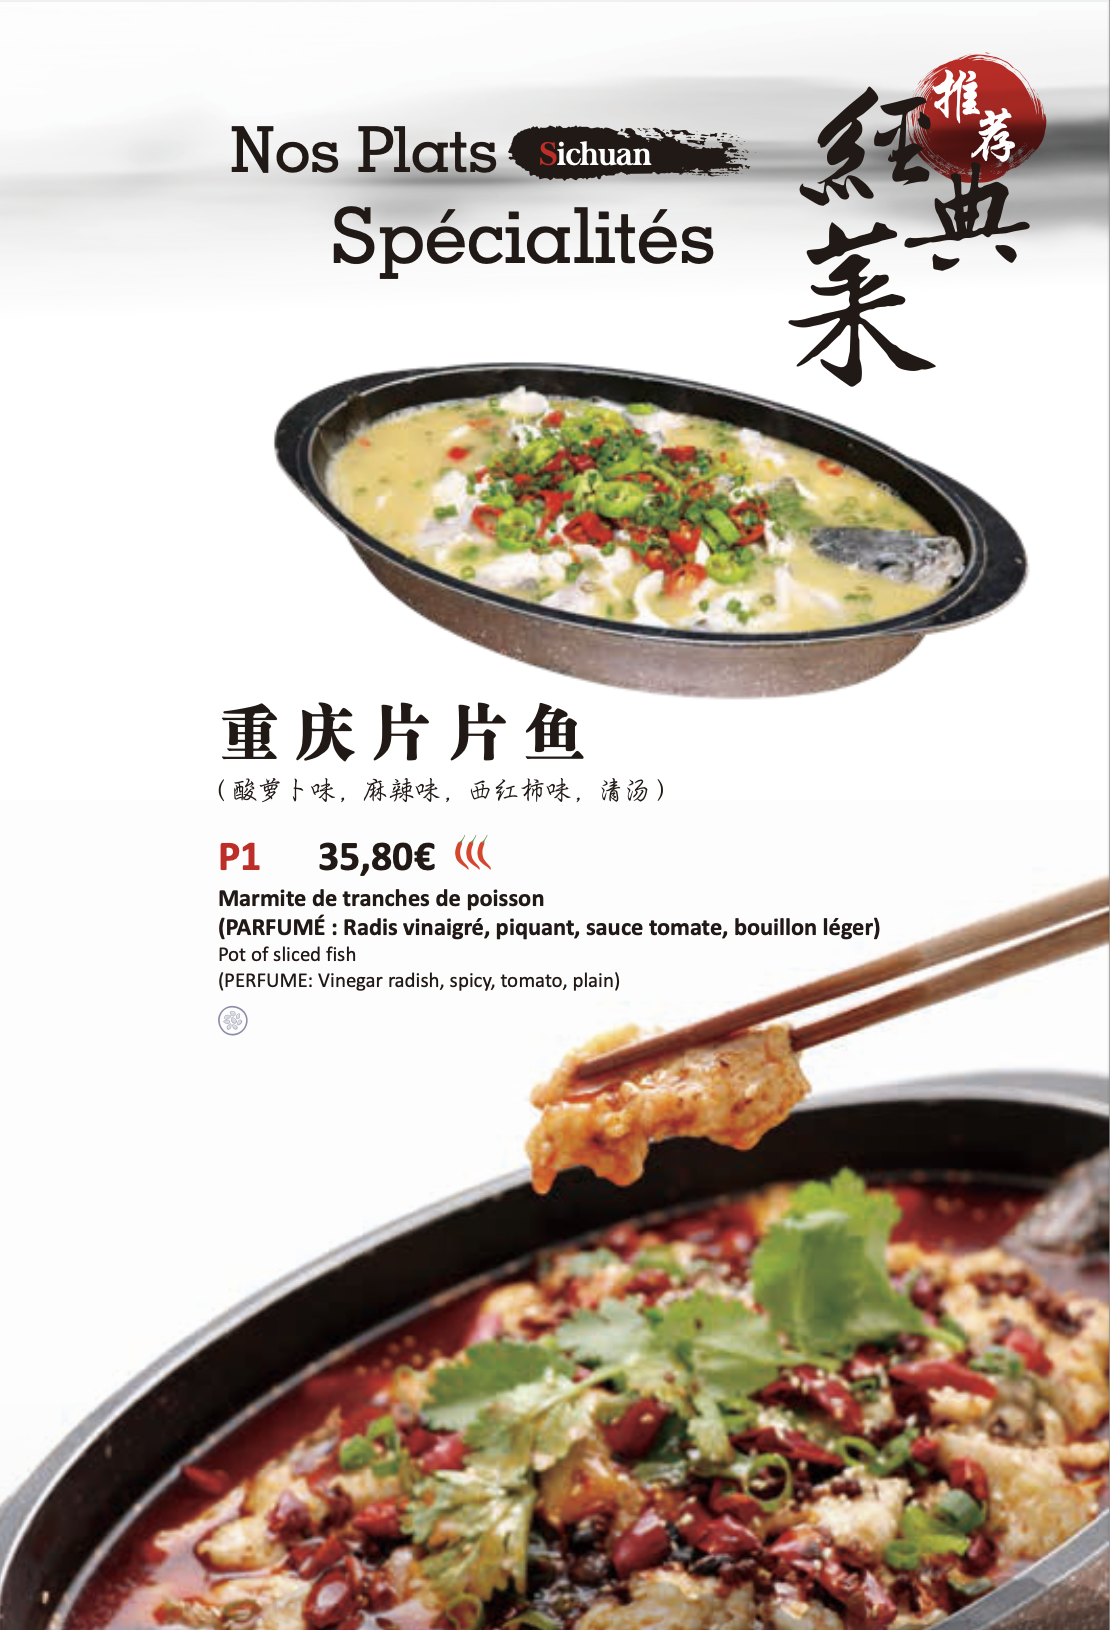 Nos Plats Sichuan
Spécialités
推荐
經典菜
重庆片片鱼
(酸萝卜味，麻辣味，西红柿味，清汤)
P1 35,80€
Marmite de tranches de poisson
(PARFUMÉ : Radis vinaigré, piquant, sauce tomate, bouillon léger)
Pot of sliced fish
(PERFUME: Vinegar radish, spicy, tomato, plain)